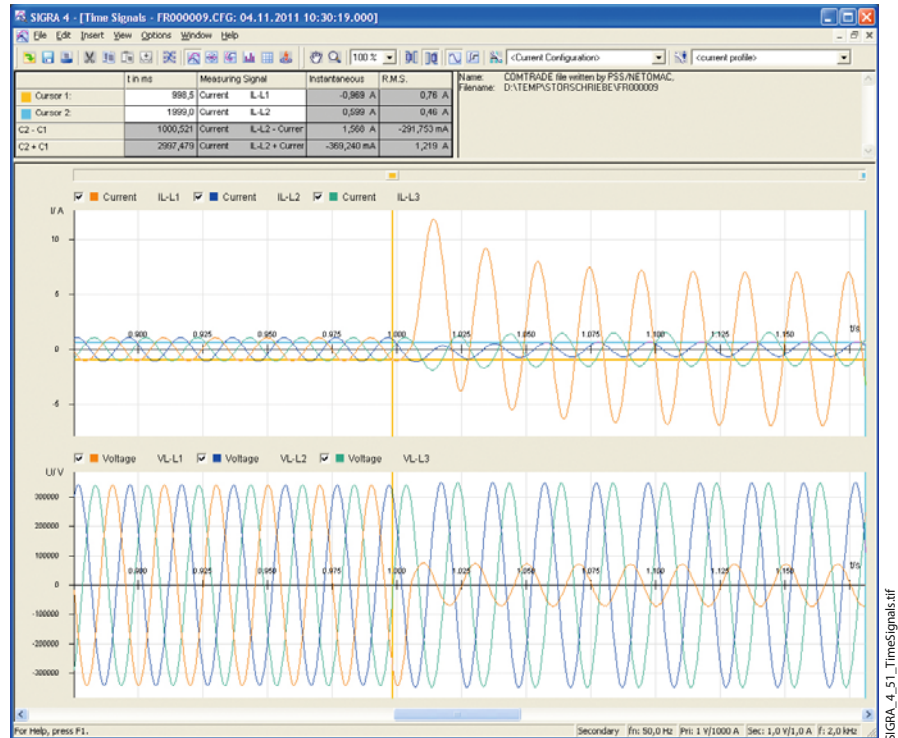 SIGRA 4 - [Time Signals - FR000009.CFG: 04.11.2011 10:30:19.000]
File Edit Insert View Options Window Help
100 % <Current Configuration> <current profile>
t in ms Measuring Signal Instantaneous R.M.S.
Cursor 1: 998,5 Current IL-L1 -0,969 A 0,76 A
Cursor 2: 1999,0 Current IL-L2 0,599 A 0,46 A
C2 - C1 1000,521 Current IL-L2 - Currer 1,568 A -291,753 mA
C2 + C1 2997,479 Current IL-L2 + Currer -369,240 mA 1,219 A
Name: COMTRADE file written by PSS/NETOMAC,
Filename: D:\TEMP\STORSCHRIEBE\FR000009
Current IL-L1 Current IL-L2 Current IL-L3
I/ A
10
5
0.900 0.925 0.950 0.975 1.000 1.025 1.050 1.075 1.100 1.125 1.150 t/s
0
-5
Voltage VL-L1 Voltage VL-L2 Voltage VL-L3
U/ V
300000
200000
100000
0.900 0.925 0.950 0.975 1.000 1.025 1.050 1.075 1.100 1.125 1.150 t/s
0
-100000
-200000
-300000
For Help, press F1.
Secondary fn: 50,0 Hz Pri: 1 V/1000 A Sec: 1,0 V/1,0 A f: 2,0 kHz
SIGRA_4_51_TimeSignals.tif